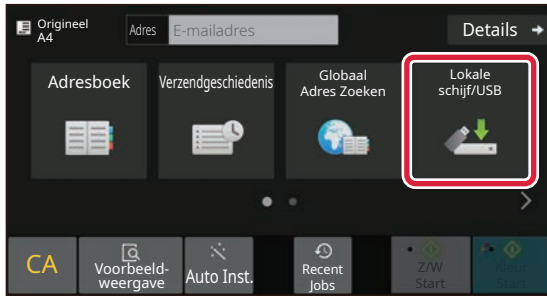 Origineel
A4
Adres
E-mailadres
Details
Adresboek
Verzendgeschiedenis
Globaal
Adres Zoeken
Lokale
schijf/USB
CA
Voorbeeld-
weergave
Auto Inst.
Recent
Jobs
Z/W
Start
Kleur
Start